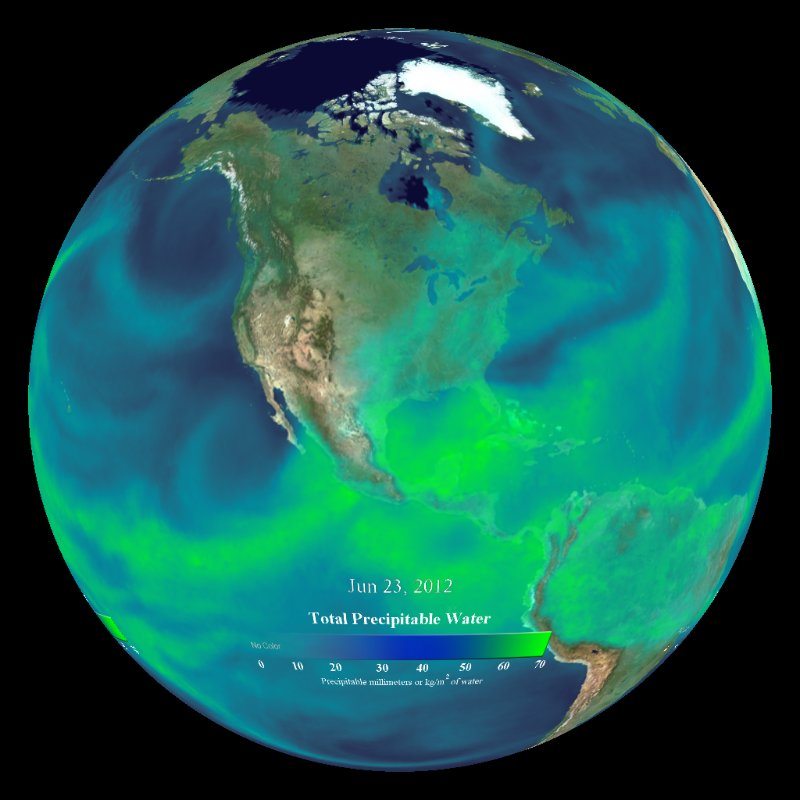 Jun 23, 2012
Total Precipitable Water
No Color
0 10 20 30 40 50 60 70
Precipitable millimeters or kg/m² of water